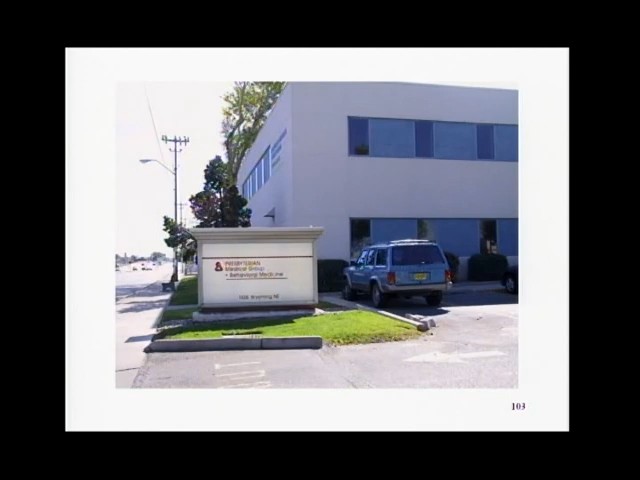 PRESBYTERIAN
Medical Group
Behavioral Medicine
Wyoming NE
103